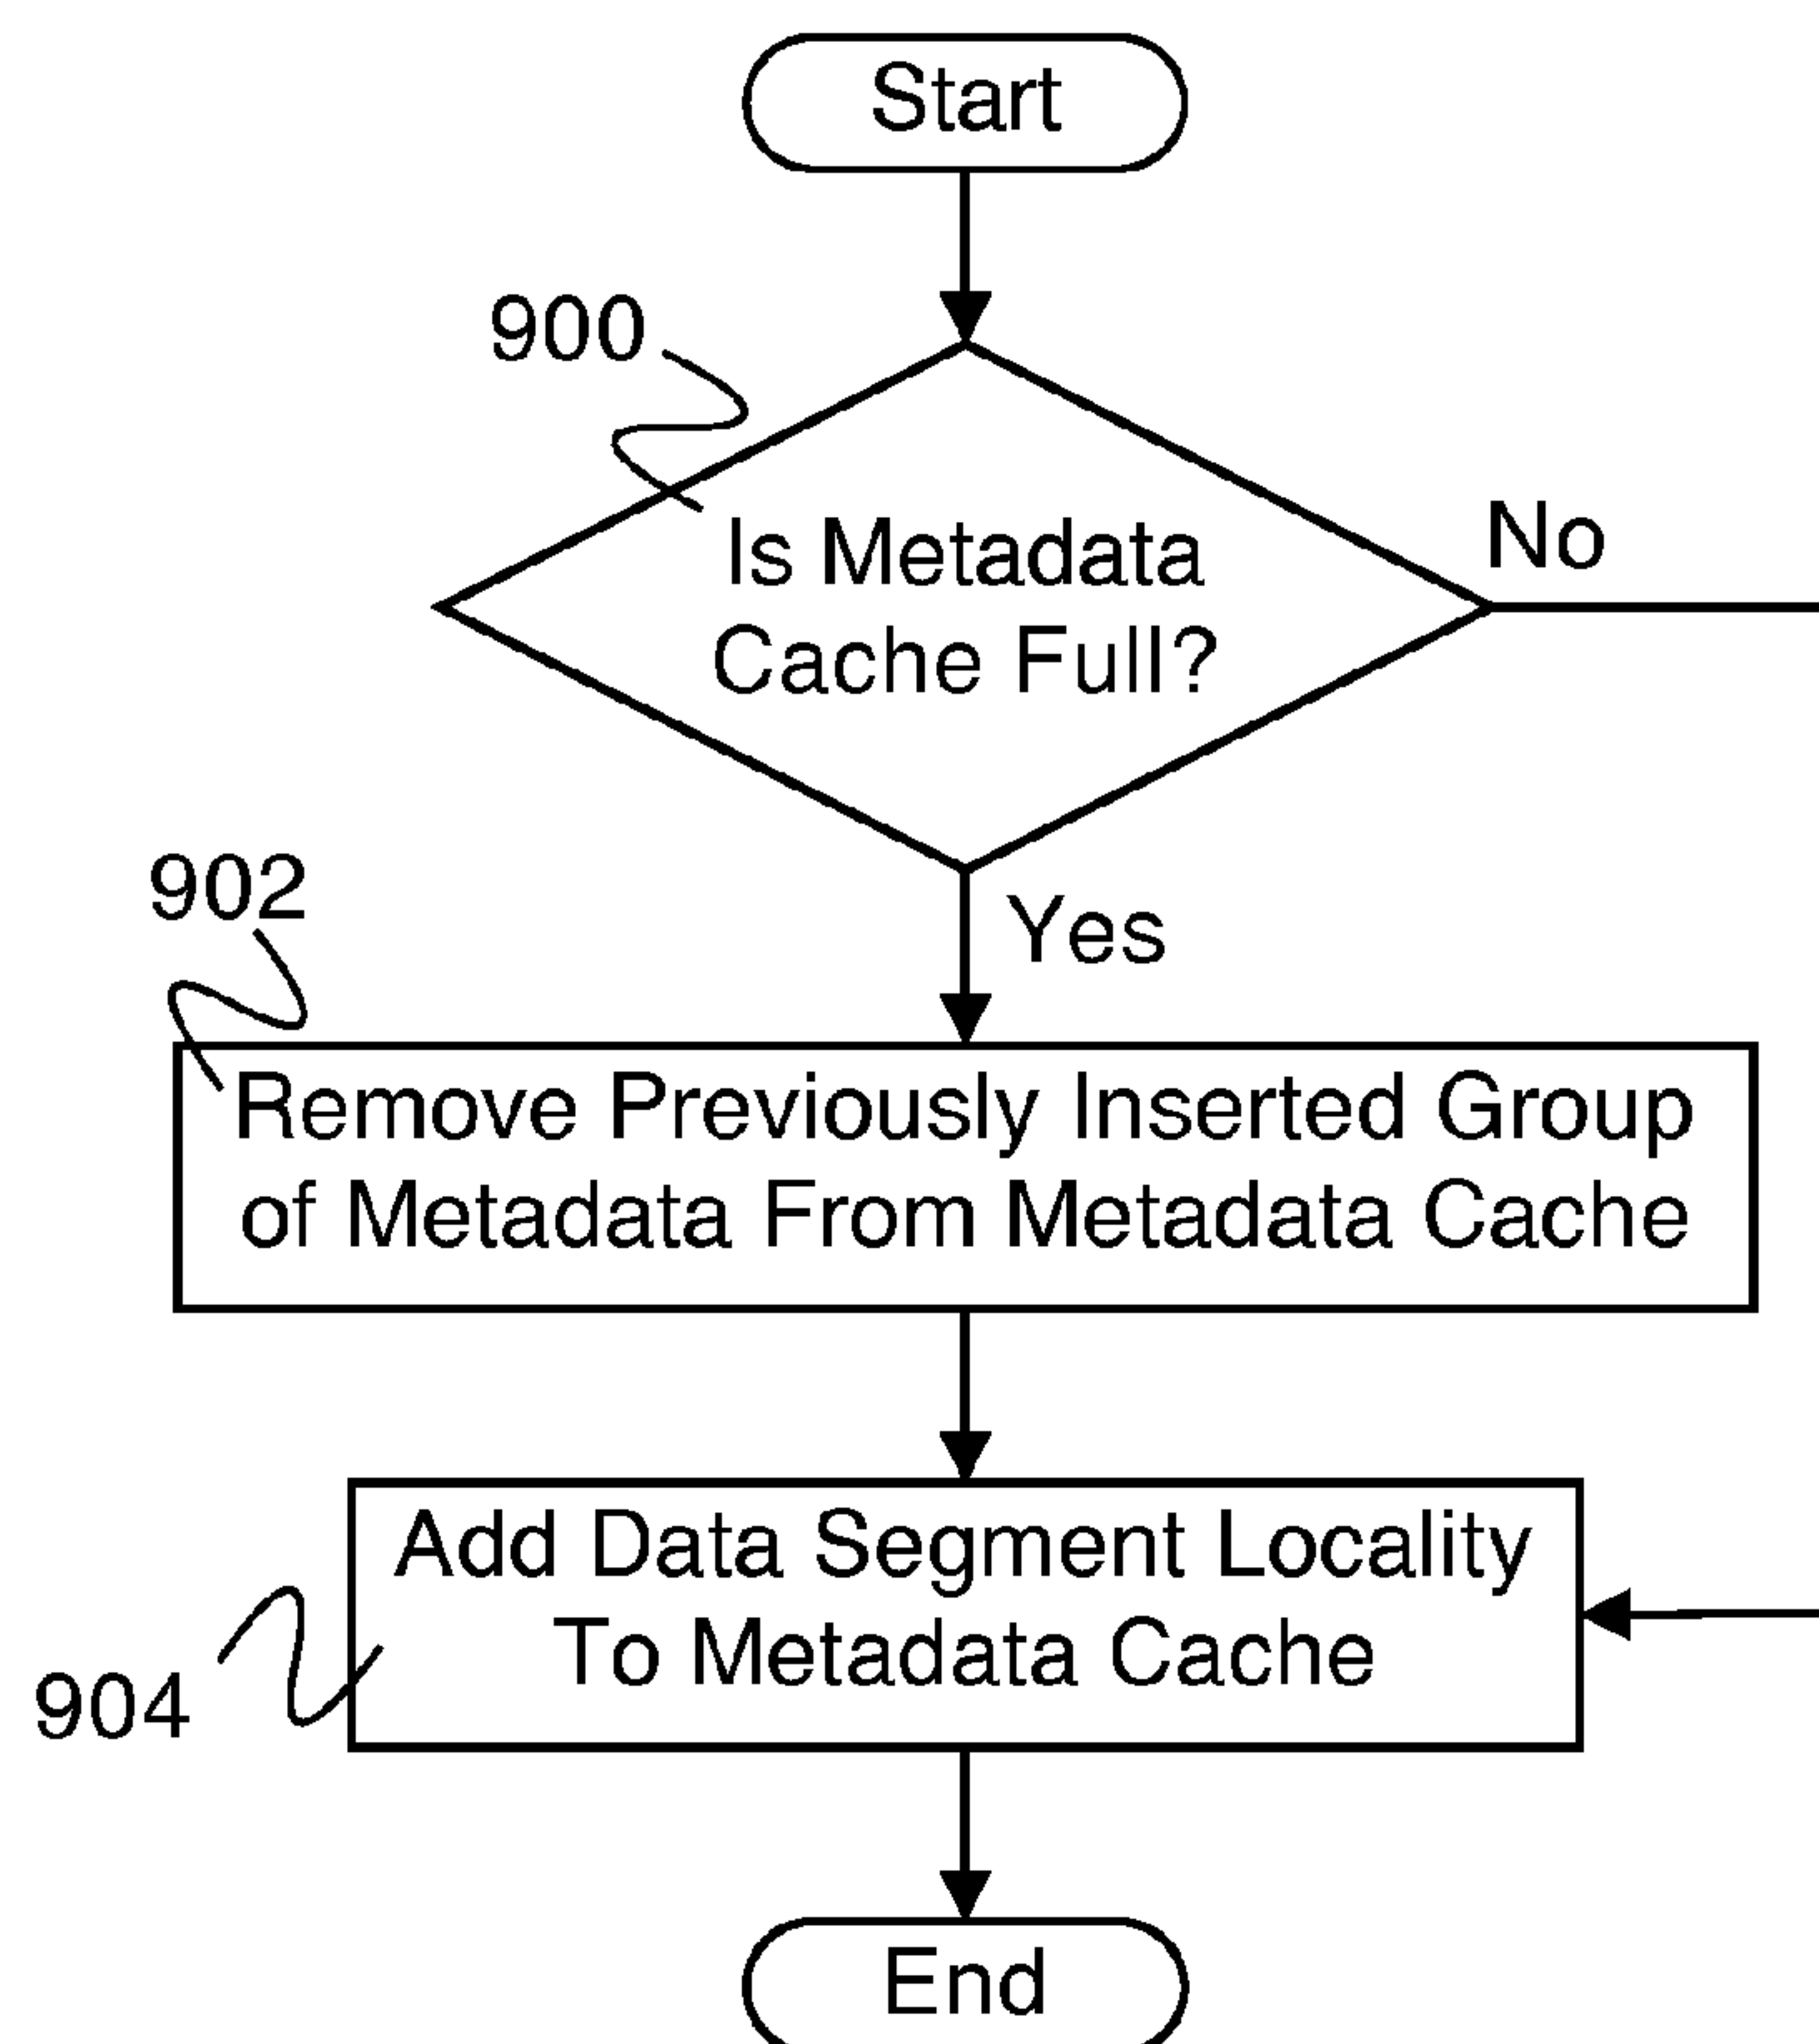 Start
900
Is Metadata
Cache Full?
No
902
Yes
Remove Previously Inserted Group
of Metadata From Metadata Cache
Add Data Segment Locality
To Metadata Cache
904
End